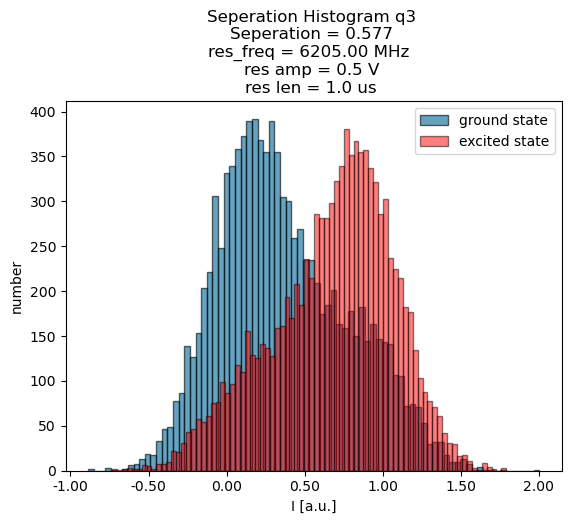 Seperation Histogram q3
Seperation = 0.577
res_freq = 6205.00 MHz
res amp = 0.5 V
res len = 1.0 us
ground state
excited state
400
350
300
250
200
150
100
50
0
number
-1.00 -0.50 0.00 0.50 1.00 1.50 2.00
I [a.u.]